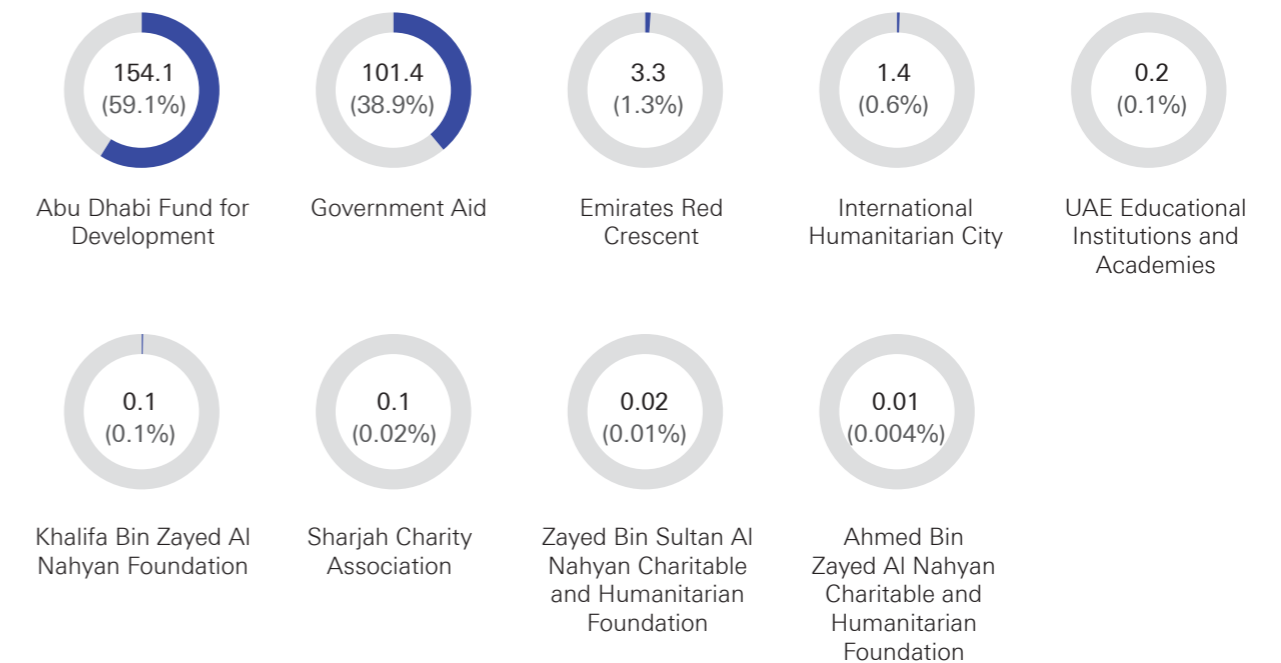 154.1
(59.1%)
Abu Dhabi Fund for
Development
101.4
(38.9%)
Government Aid
3.3
(1.3%)
Emirates Red
Crescent
1.4
(0.6%)
International
Humanitarian City
0.2
(0.1%)
UAE Educational
Institutions and
Academies
0.1
(0.1%)
Khalifa Bin Zayed Al
Nahyan Foundation
0.1
(0.02%)
Sharjah Charity
Association
0.02
(0.01%)
Zayed Bin Sultan Al
Nahyan Charitable
and Humanitarian
Foundation
0.01
(0.004%)
Ahmed Bin
Zayed Al Nahyan
Charitable and
Humanitarian
Foundation